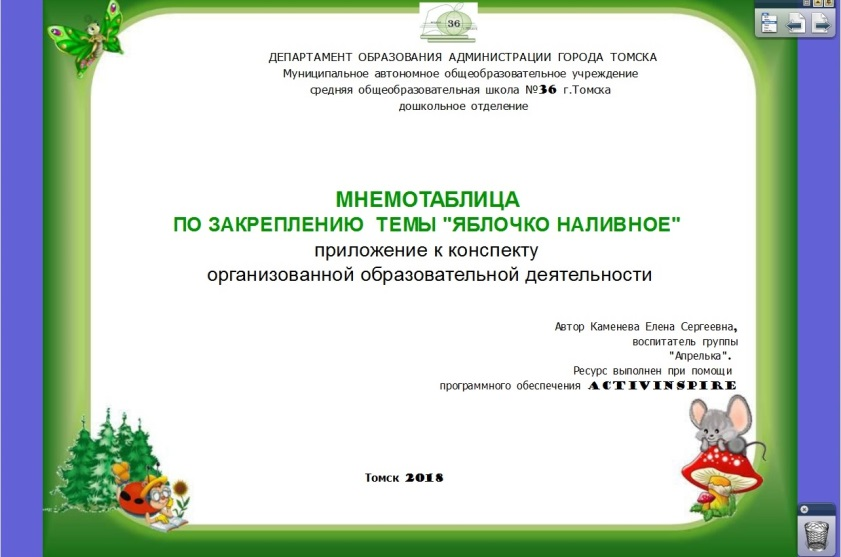 36
ДЕПАРТАМЕНТ ОБРАЗОВАНИЯ АДМИНИСТРАЦИИ ГОРОДА ТОМСКА
Муниципальное автономное общеобразовательное учреждение
средняя общеобразовательная школа №36 г.Томска
дошкольное отделение
МНЕМОТАБЛИЦА
ПО ЗАКРЕПЛЕНИЮ ТЕМЫ "ЯБЛОЧКО НАЛИВНОЕ"
приложение к конспекту
организованной образовательной деятельности
Автор Каменева Елена Сергеевна,
воспитатель группы
"Апрелька".
Ресурс выполнен при помощи
программного обеспечения ACTIVINSPIRE
Томск 2018